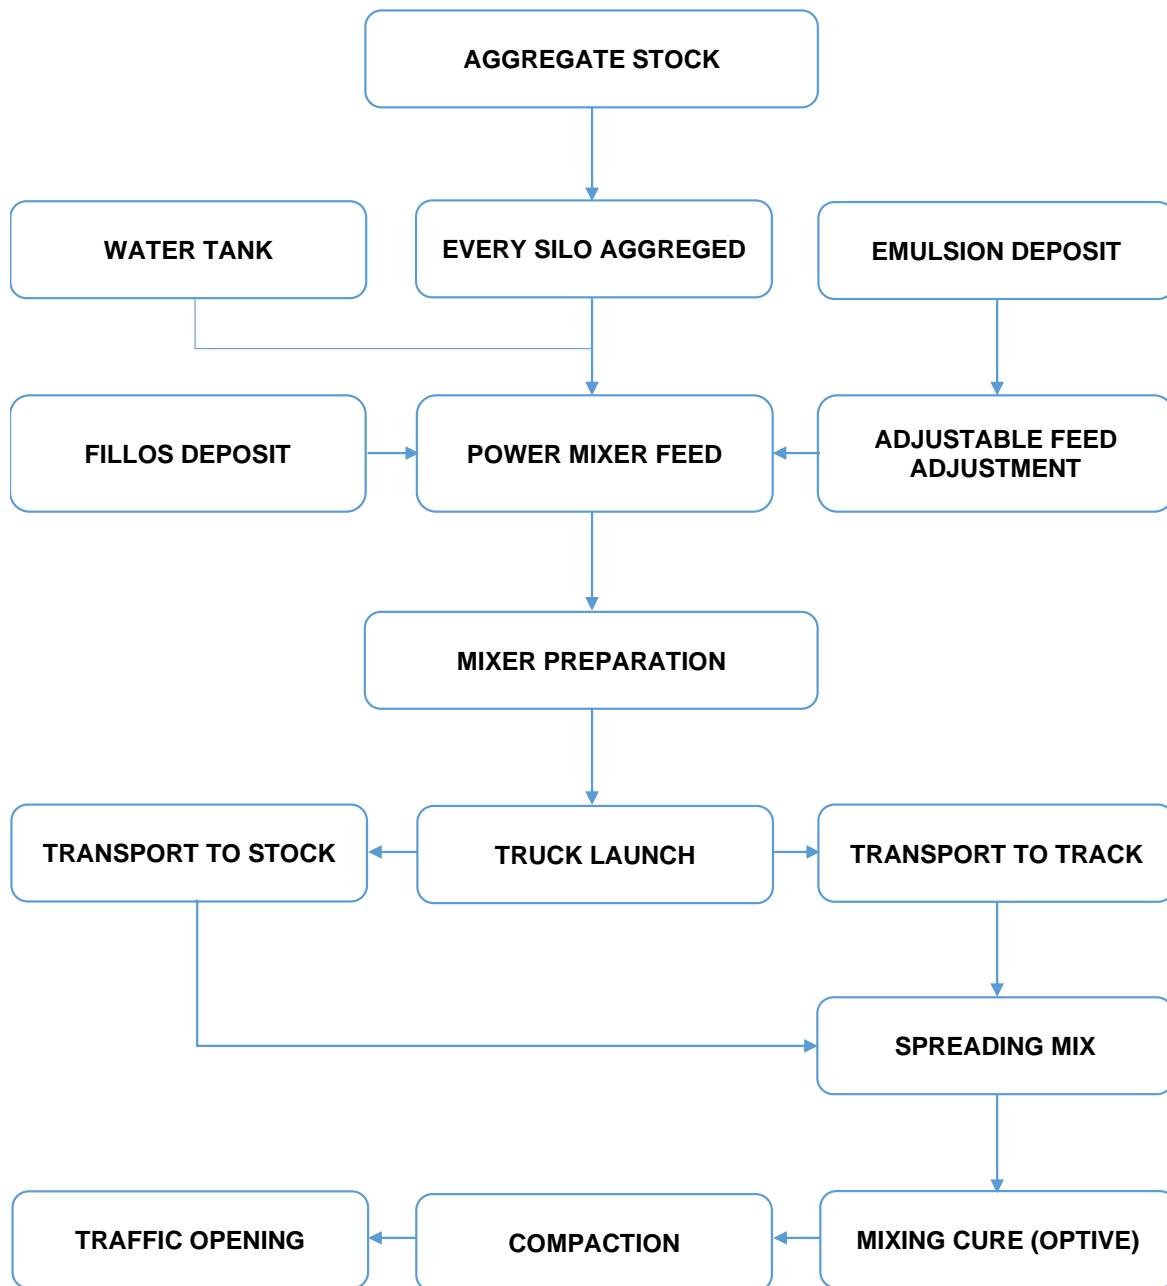 AGGREGATE STOCK
WATER TANK
EVERY SILO AGGREGED
EMULSION DEPOSIT
FILLOS DEPOSIT
POWER MIXER FEED
ADJUSTABLE FEED
ADJUSTMENT
MIXER PREPARATION
TRANSPORT TO STOCK
TRUCK LAUNCH
TRANSPORT TO TRACK
SPREADING MIX
TRAFFIC OPENING
COMPACTION
MIXING CURE (OPTIVE)